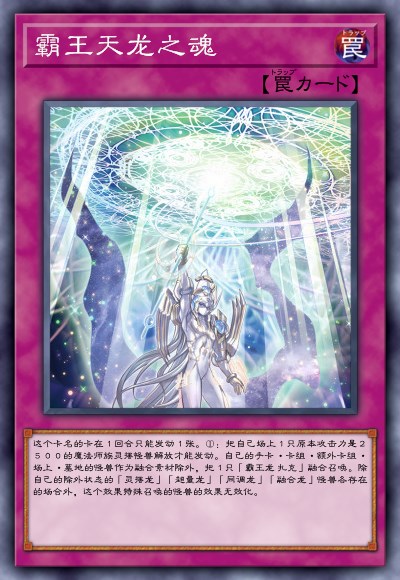 霸王天龙之魂
トラップ
罠
【罠カード】
トラップ
这个卡名的卡在1回合只能发动1张。①：把自己场上1只原本攻击力是2
500的魔法师族灵摆怪兽解放才能发动。自己的手卡·卡组·额外卡组·
场上·墓地的怪兽作为融合素材除外，把1只「霸王龙 扎克」融合召唤。除
自己的除外状态的「灵摆龙」「超量龙」「同调龙」「融合龙」怪兽各存在
的场合外，这个效果特殊召唤的怪兽的效果无效化。